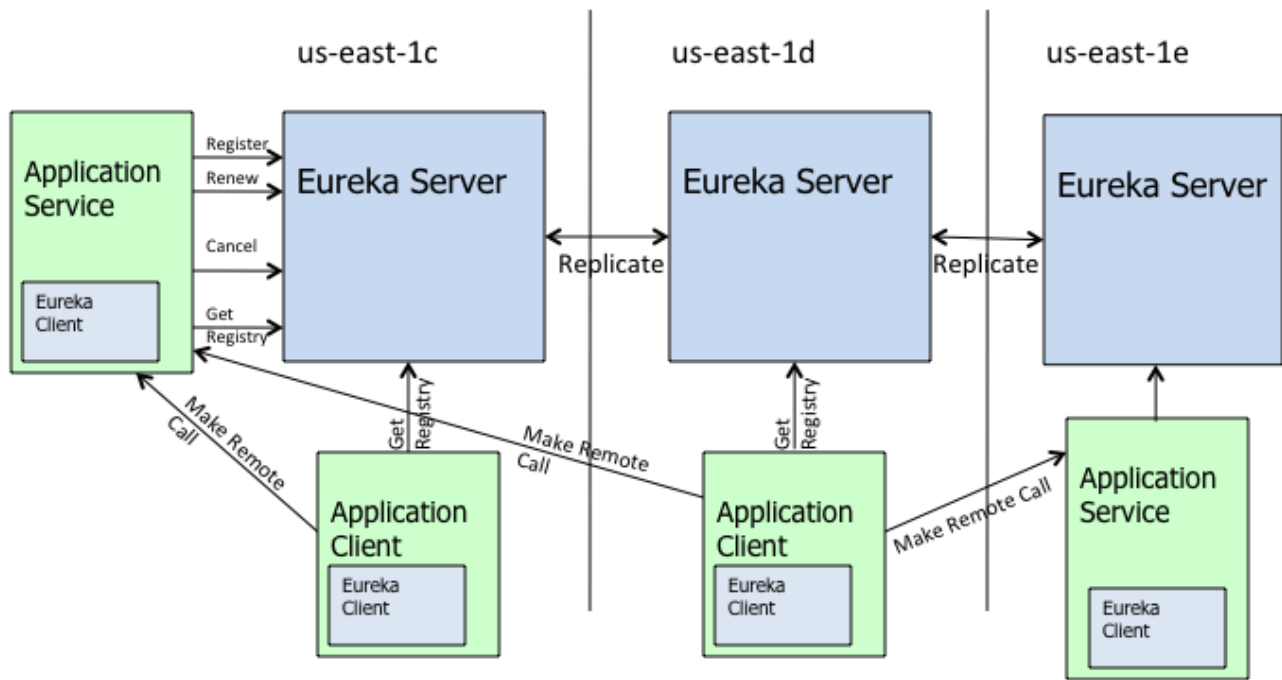 us-east-1c
us-east-1d
us-east-1e
Application
Service
Eureka
Client
Register
Renew
Cancel
Get
Registry
Eureka Server
Replicate
Eureka Server
Replicate
Eureka Server
Make Remote
Call
Get
Registry
Make Remote
Call
Get
Registry
Make Remote Call
Application
Client
Eureka
Client
Application
Client
Eureka
Client
Application
Service
Eureka
Client